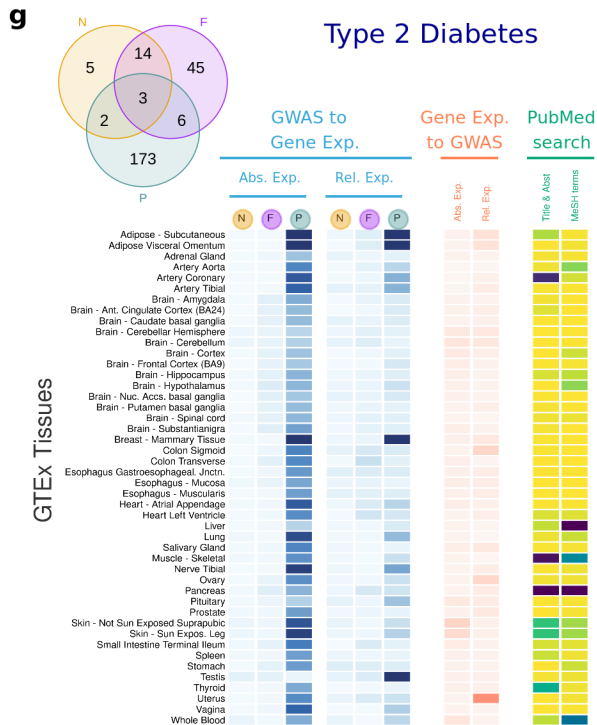 g
N
F
Type 2 Diabetes
5
14
45
3
2
6
173
P
GWAS to
Gene Exp.
Gene Exp.
to GWAS
PubMed
search
Abs. Exp.
Rel. Exp.
Abs. Exp.
Rel. Exp.
Title & Abst
MeSH terms
N
F
P
N
F
P
GTEx Tissues
Adipose - Subcutaneous
Adipose Visceral Omentum
Adrenal Gland
Artery Aorta
Artery Coronary
Artery Tibial
Brain - Amygdala
Brain - Ant. Cingulate Cortex (BA24)
Brain - Caudate basal ganglia
Brain - Cerebellar Hemisphere
Brain - Cerebellum
Brain - Cortex
Brain - Frontal Cortex (BA9)
Brain - Hippocampus
Brain - Hypothalamus
Brain - Nuc. Accs. basal ganglia
Brain - Putamen basal ganglia
Brain - Spinal cord
Brain - Substantianigra
Breast - Mammary Tissue
Colon Sigmoid
Colon Transverse
Esophagus Gastroesophageal. Jnctn.
Esophagus - Mucosa
Esophagus - Muscularis
Heart - Atrial Appendage
Heart Left Ventricle
Liver
Lung
Salivary Gland
Muscle - Skeletal
Nerve Tibial
Ovary
Pancreas
Pituitary
Prostate
Skin - Not Sun Exposed Suprapubic
Skin - Sun Expos. Leg
Small Intestine Terminal Ileum
Spleen
Stomach
Testis
Thyroid
Uterus
Vagina
Whole Blood